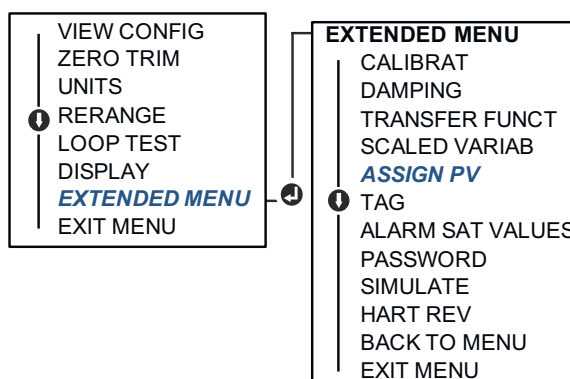 VIEW CONFIG
ZERO TRIM
UNITS
RERANGE
LOOP TEST
DISPLAY
EXTENDED MENU
EXIT MENU
EXTENDED MENU
CALIBRAT
DAMPING
TRANSFER FUNCT
SCALED VARIAB
ASSIGN PV
TAG
ALARM SAT VALUES
PASSWORD
SIMULATE
HART REV
BACK TO MENU
EXIT MENU